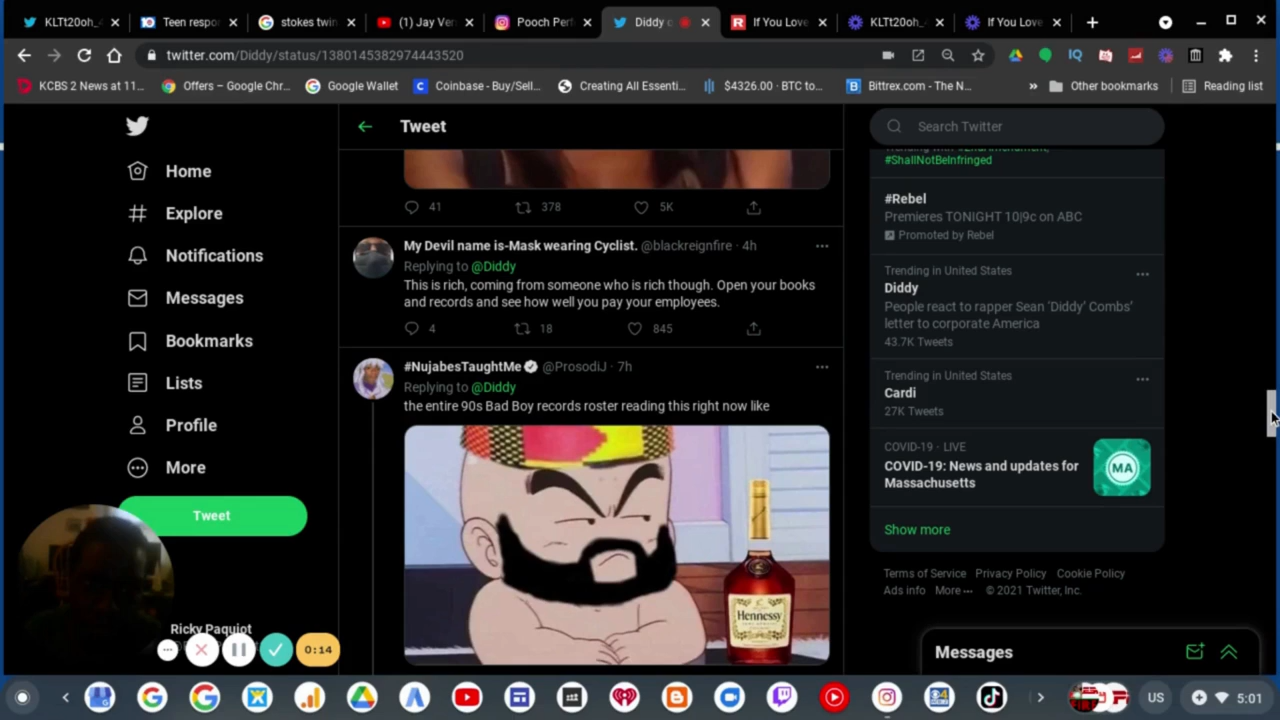 KLTt20oh_
Teen respo
stokes twin
(1) Jay Ver
Pooch Perf
Diddy o
If You Love
KLTt20oh_
If You Love
twitter.com/Diddy/status/1380145382974443520
KCBS 2 News at 11...
Offers – Google Chr...
Google Wallet
Coinbase - Buy/Sell...
Creating All Essenti...
$4326.00 · BTC to...
Bittrex.com - The N...
»
Other bookmarks
Reading list
Home
Explore
Notifications
Messages
Bookmarks
Lists
Profile
More
Tweet
Ricky Paquiot
0:14
Tweet
41
378
5K
My Devil name is-Mask wearing Cyclist. @blackreignfire · 4h
Replying to @Diddy
This is rich, coming from someone who is rich though. Open your books
and records and see how well you pay your employees.
4
18
845
#NujabesTaughtMe @ProsodiJ · 7h
Replying to @Diddy
the entire 90s Bad Boy records roster reading this right now like
Hennessy
Search Twitter
#ShallNotBeInfringed
#Rebel
Premieres TONIGHT 10|9c on ABC
Promoted by Rebel
Trending in United States
Diddy
People react to rapper Sean ‘Diddy’ Combs’
letter to corporate America
43.7K Tweets
Trending in United States
Cardi
27K Tweets
COVID-19 · LIVE
COVID-19: News and updates for
Massachusetts
MA
Show more
Terms of Service Privacy Policy Cookie Policy
Ads info More ··· © 2021 Twitter, Inc.
Messages
US
5:01